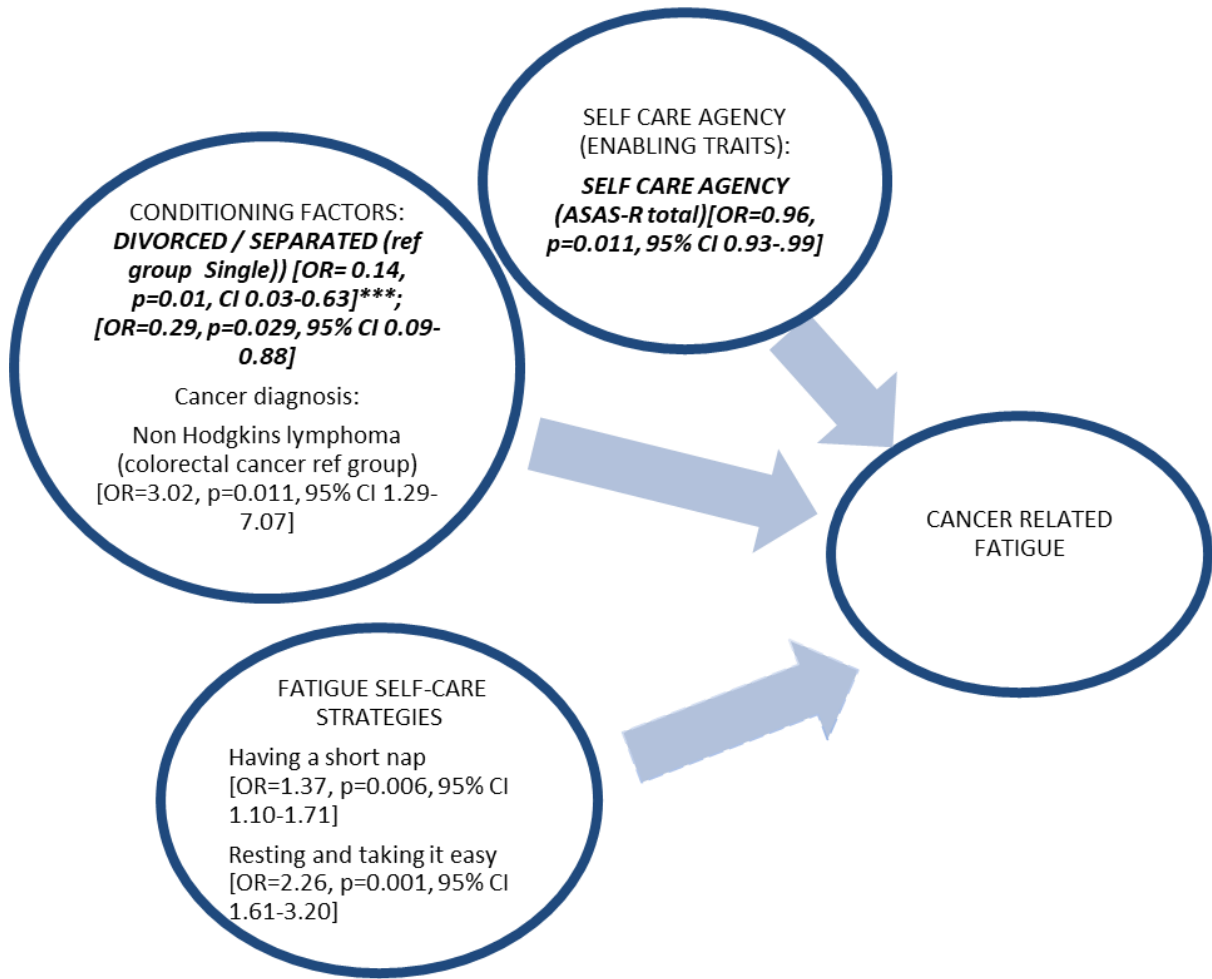 SELF CARE AGENCY
(ENABLING TRAITS):
SELF CARE AGENCY
(ASAS-R total)[OR=0.96,
p=0.011, 95% CI 0.93-.99]
CONDITIONING FACTORS:
DIVORCED / SEPARATED (ref
group Single)) [OR= 0.14,
p=0.01, CI 0.03-0.63]***;
[OR=0.29, p=0.029, 95% CI 0.09-
0.88]
Cancer diagnosis:
Non Hodgkins lymphoma
(colorectal cancer ref group)
[OR=3.02, p=0.011, 95% CI 1.29-
7.07]
CANCER RELATED
FATIGUE
FATIGUE SELF-CARE
STRATEGIES
Having a short nap
[OR=1.37, p=0.006, 95% CI
1.10-1.71]
Resting and taking it easy
[OR=2.26, p=0.001, 95% CI
1.61-3.20]